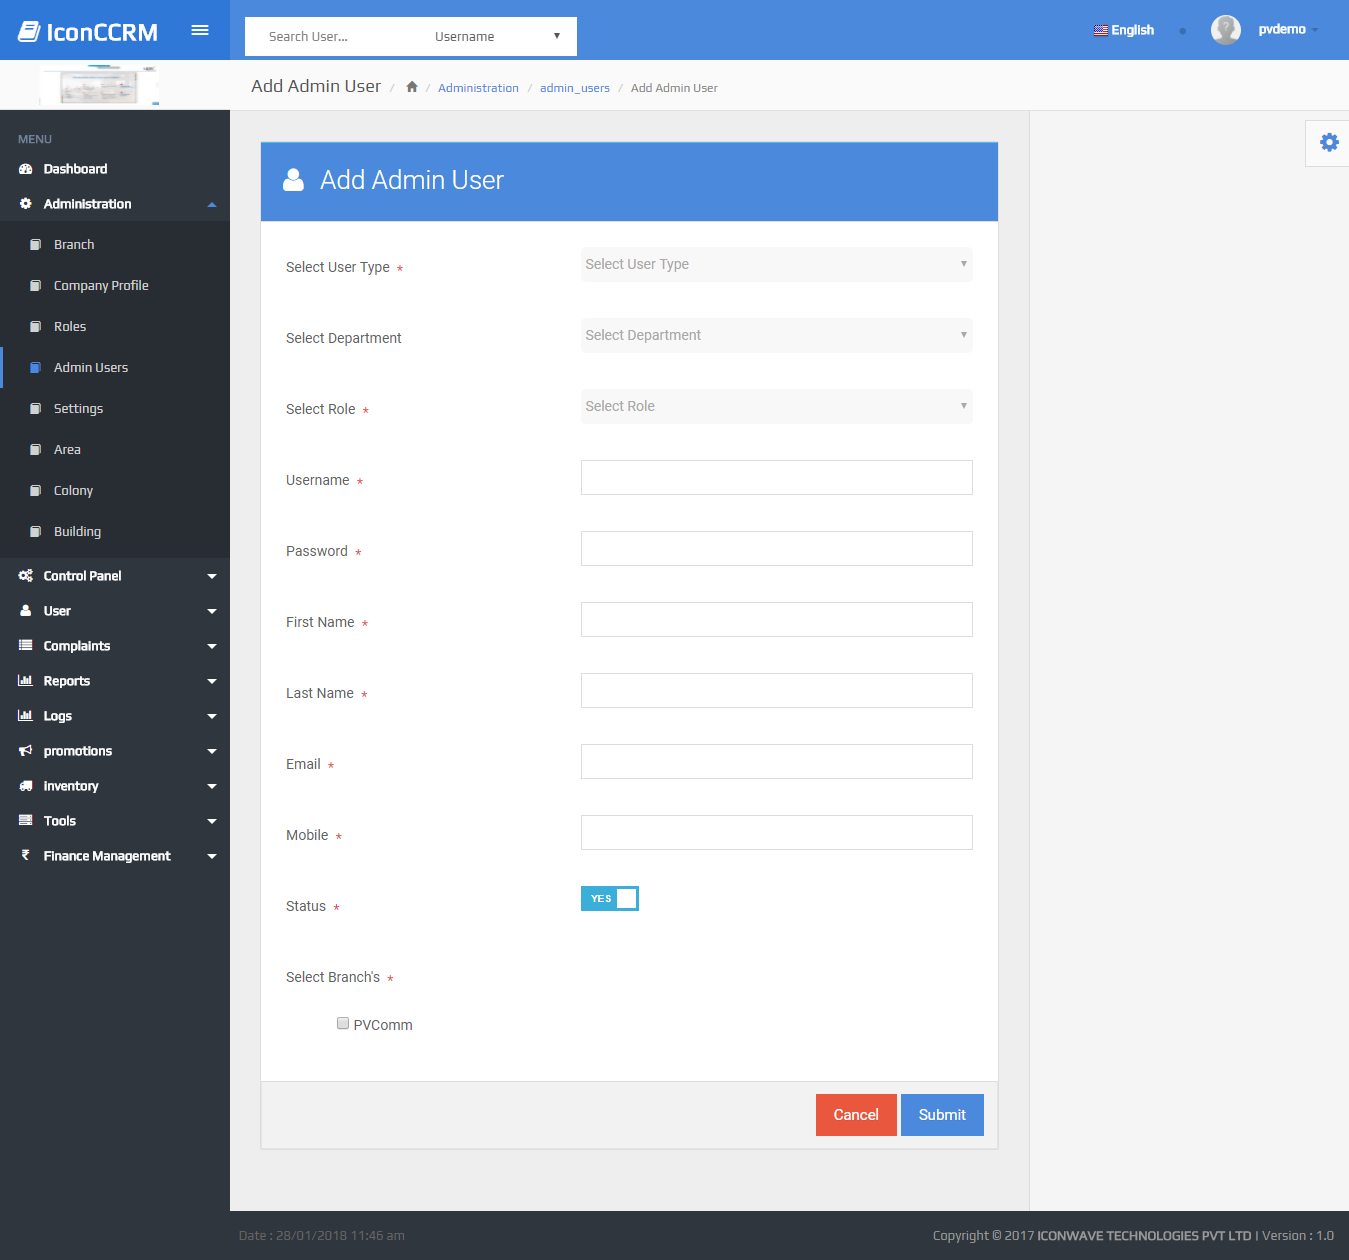 IconCCRM
Search User...
Username
English
pvdemo
Add Admin User / / Administration / admin_users / Add Admin User
MENU
Dashboard
Administration
Branch
Company Profile
Roles
Admin Users
Settings
Area
Colony
Building
Control Panel
User
Complaints
Reports
Logs
promotions
Inventory
Tools
₹ Finance Management
Add Admin User
Select User Type *
Select User Type
Select Department
Select Department
Select Role *
Select Role
Username *
Password *
First Name *
Last Name *
Email *
Mobile *
Status *
YES
Select Branch's *
PVComm
Cancel
Submit
Date : 28/01/2018 11:46 am
Copyright © 2017 ICONWAVE TECHNOLOGIES PVT LTD | Version : 1.0